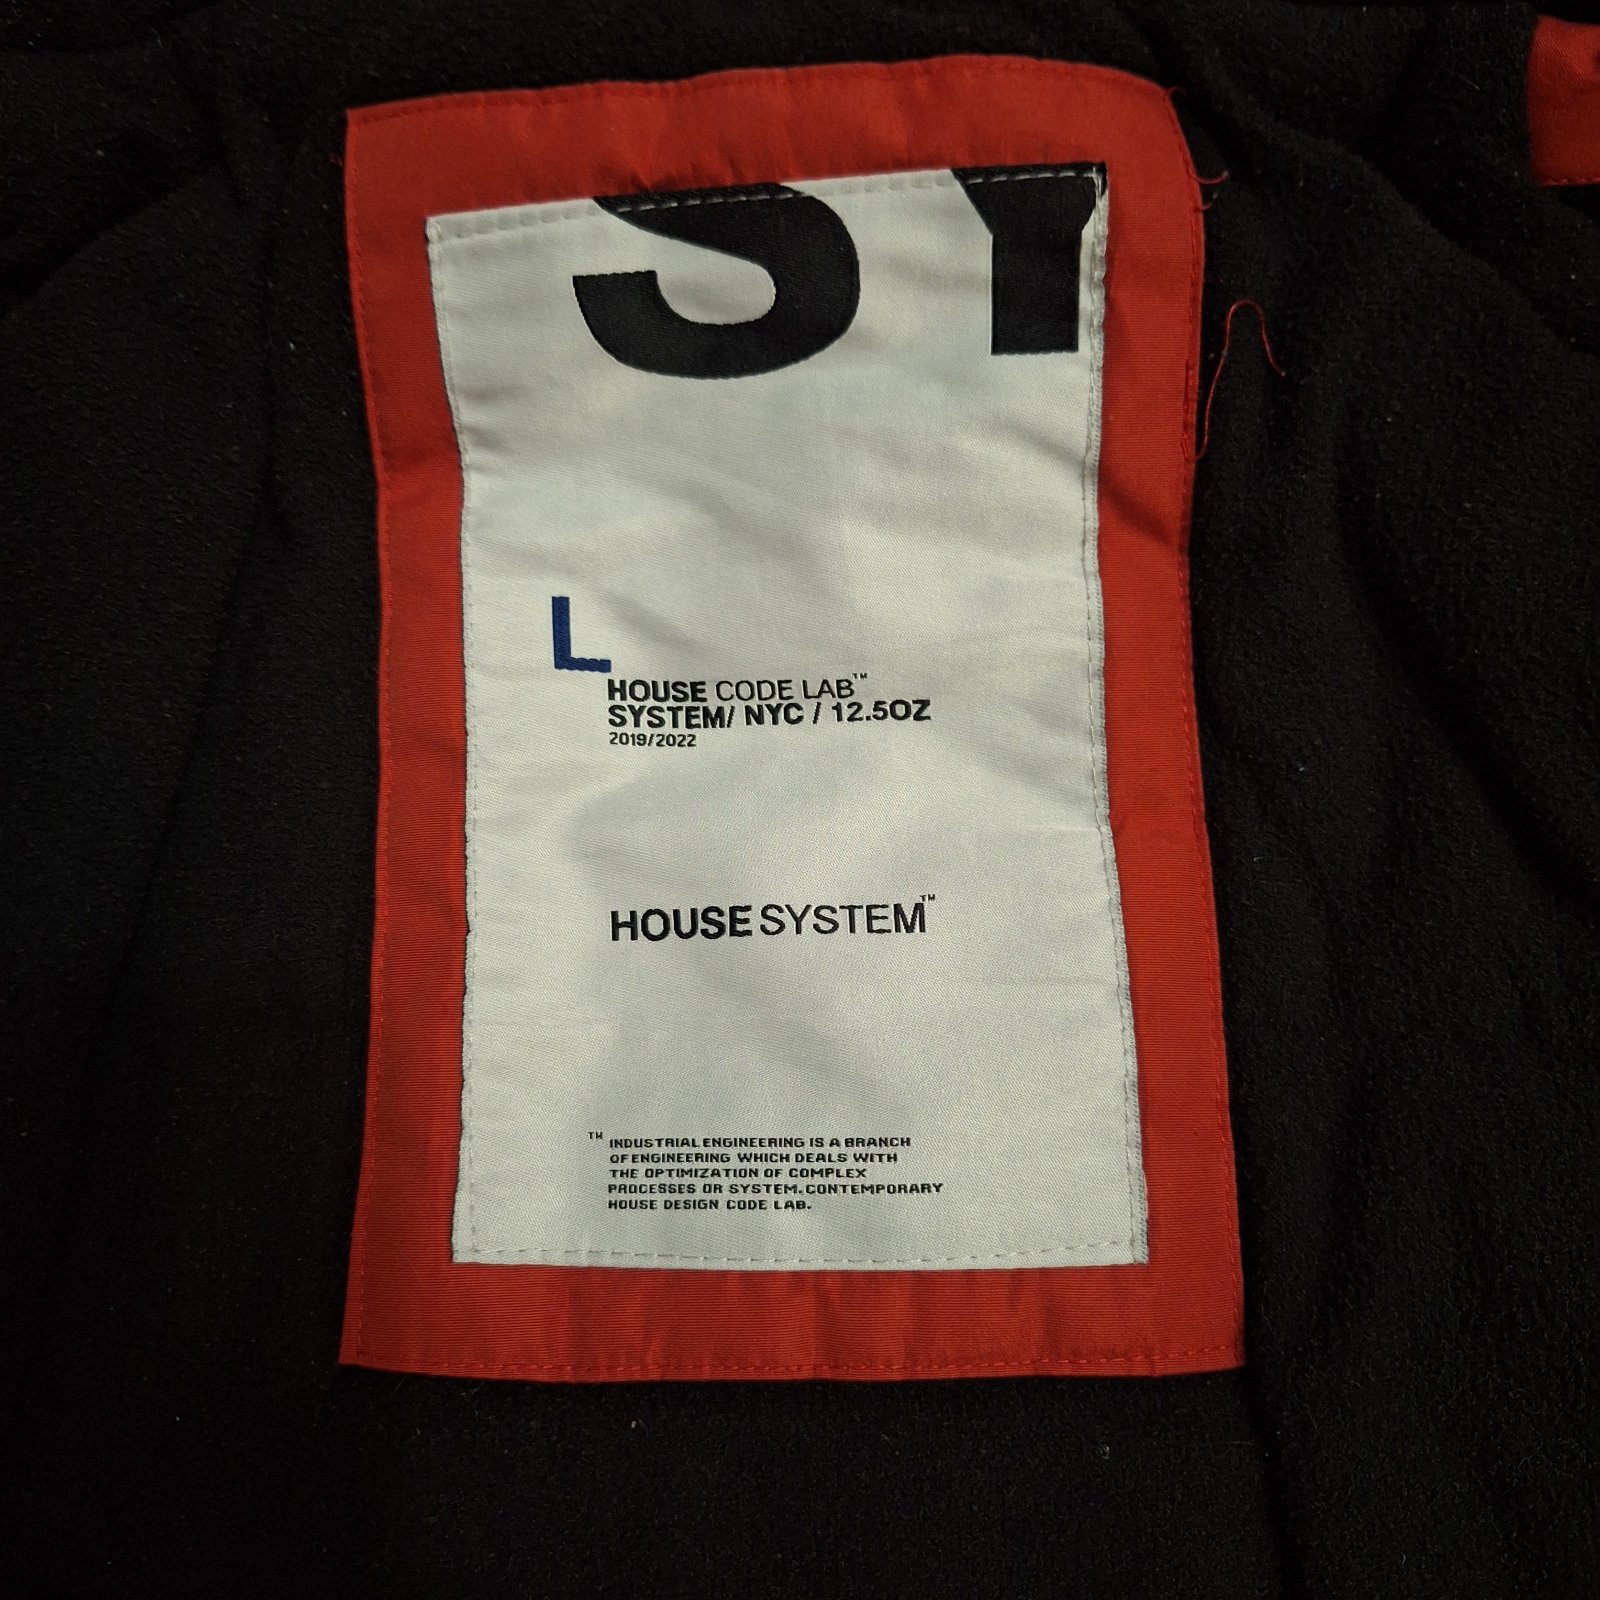 SY
L
HOUSE CODE LAB™
SYSTEM/ NYC / 12.5OZ
2019/2022
HOUSE SYSTEM™
™ INDUSTRIAL ENGINEERING IS A BRANCH
OF ENGINEERING WHICH DEALS WITH
THE OPTIMIZATION OF COMPLEX
PROCESSES OR SYSTEM. CONTEMPORARY
HOUSE DESIGN CODE LAB.